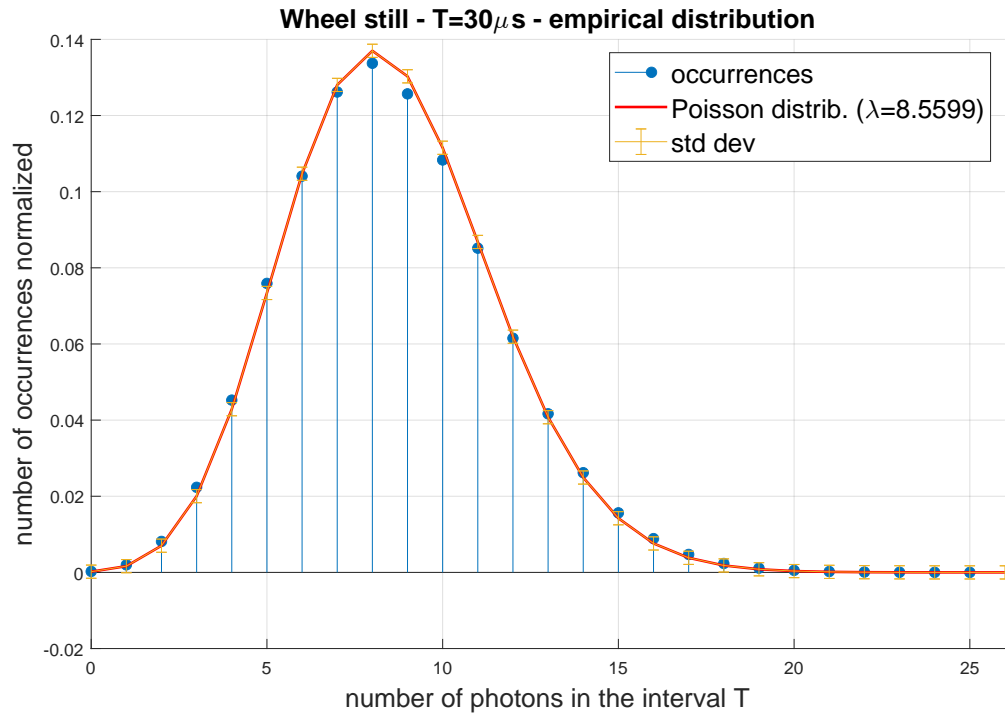 Wheel still - T=30μs - empirical distribution
0.14
0.12
0.1
0.08
0.06
0.04
0.02
0
-0.02
number of occurrences normalized
occurrences
Poisson distrib. (λ=8.5599)
std dev
0
5
10
15
20
25
number of photons in the interval T